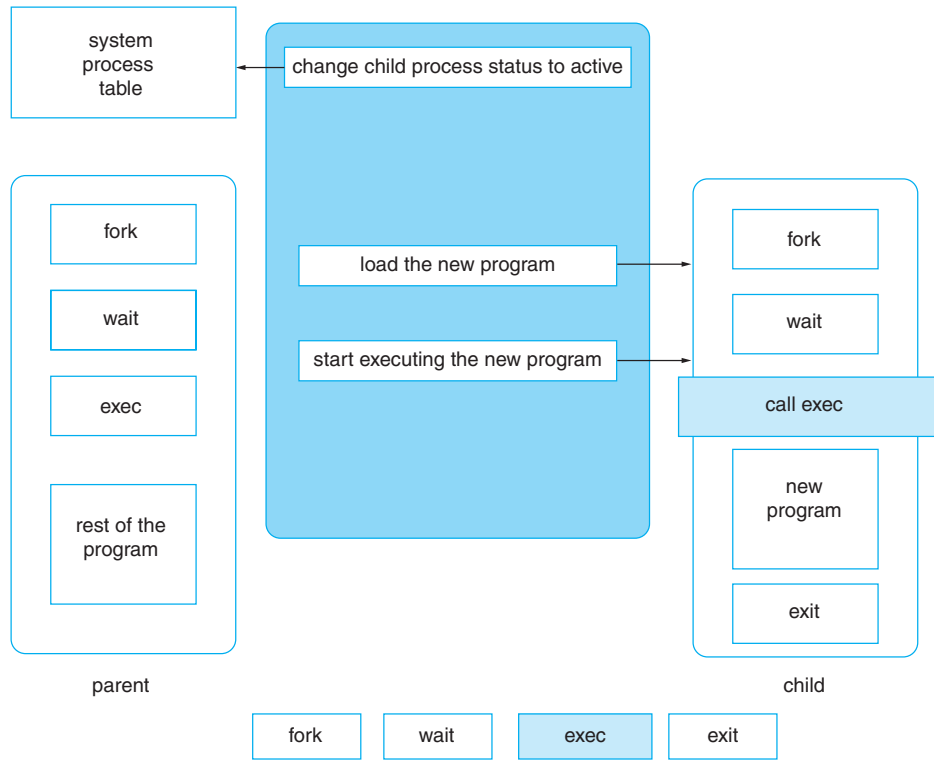 system
process
table
change child process status to active
fork
wait
exec
rest of the
program
parent
load the new program
start executing the new program
fork
wait
call exec
new
program
exit
child
fork
wait
exec
exit